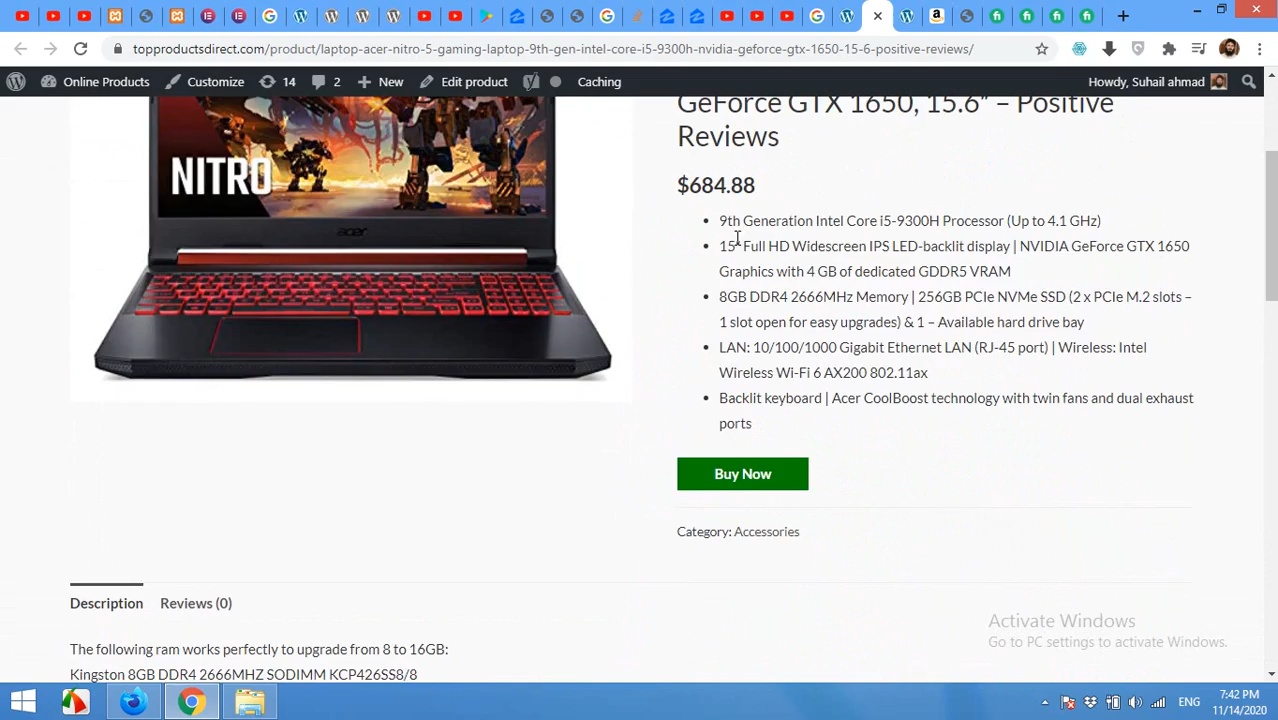 topproductsdirect.com/product/laptop-acer-nitro-5-gaming-laptop-9th-gen-intel-core-i5-9300h-nvidia-geforce-gtx-1650-15-6-positive-reviews/
Online Products Customize 14 2 New Edit product Caching Howdy, Suhail ahmad
GeForce GTX 1650, 15.6″ – Positive
Reviews
NITRO
acer
$684.88
9th Generation Intel Core i5-9300H Processor (Up to 4.1 GHz)
15" Full HD Widescreen IPS LED-backlit display | NVIDIA GeForce GTX 1650
Graphics with 4 GB of dedicated GDDR5 VRAM
8GB DDR4 2666MHz Memory | 256GB PCIe NVMe SSD (2 x PCIe M.2 slots –
1 slot open for easy upgrades) & 1 – Available hard drive bay
LAN: 10/100/1000 Gigabit Ethernet LAN (RJ-45 port) | Wireless: Intel
Wireless Wi-Fi 6 AX200 802.11ax
Backlit keyboard | Acer CoolBoost technology with twin fans and dual exhaust
ports
Buy Now
Category: Accessories
Description Reviews (0)
The following ram works perfectly to upgrade from 8 to 16GB:
Kingston 8GB DDR4 2666MHZ SODIMM KCP426SS8/8
Activate Windows
Go to PC settings to activate Windows.
ENG
7:42 PM
11/14/2020